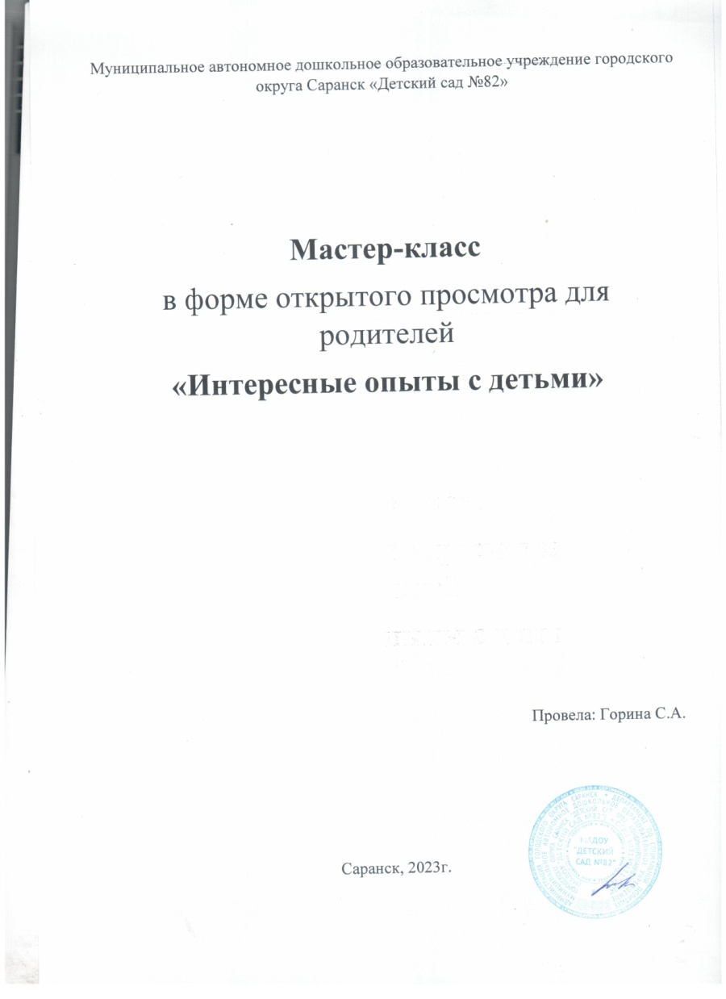 Муниципальное автономное дошкольное образовательное учреждение городского
округа Саранск «Детский сад №82»
Мастер-класс
в форме открытого просмотра для
родителей
«Интересные опыты с детьми»
Провела: Горина С.А.
Саранск, 2023г.
МАДОУ
"ДЕТСКИЙ
САД №82"